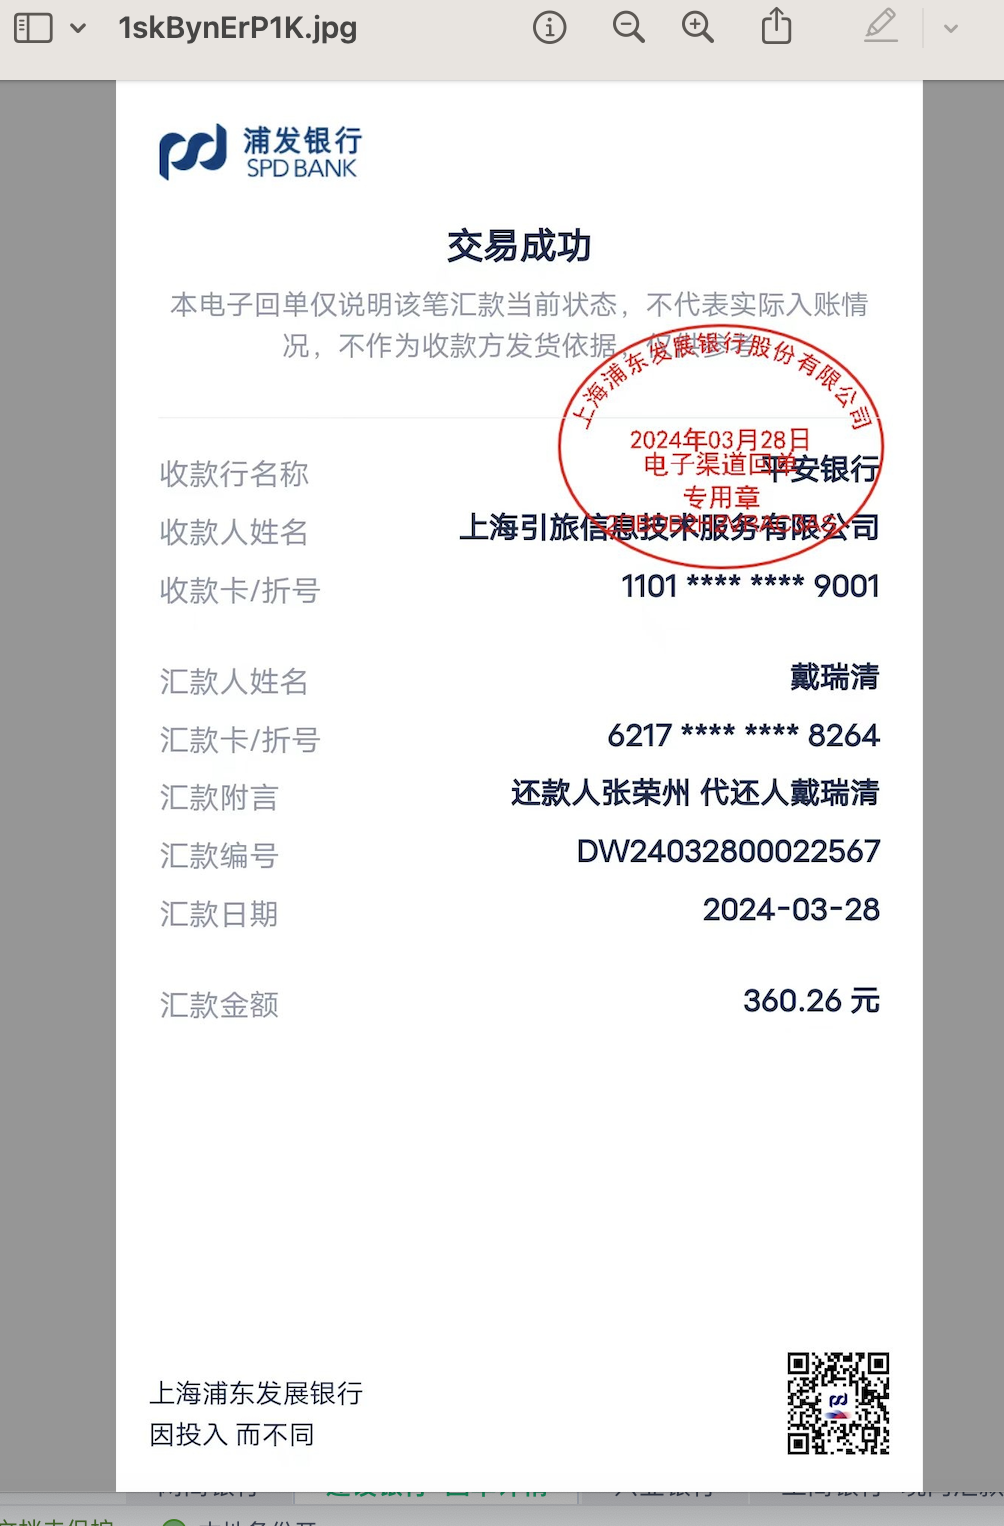 1skBynErP1K.jpg
浦发银行
SPD BANK
交易成功
本电子回单仅说明该笔汇款当前状态，不代表实际入账情
况，不作为收款方发货依据，仅供参考
上海浦东发展银行股份有限公司
2024年03月28日
电子渠道回单
专用章
收款行名称 平安银行
收款人姓名 上海引旅信息技术服务有限公司
收款卡/折号 1101 **** **** 9001
汇款人姓名 戴瑞清
汇款卡/折号 6217 **** **** 8264
汇款附言 还款人张荣州 代还人戴瑞清
汇款编号 DW24032800022567
汇款日期 2024-03-28
汇款金额 360.26 元
上海浦东发展银行
因投入 而不同